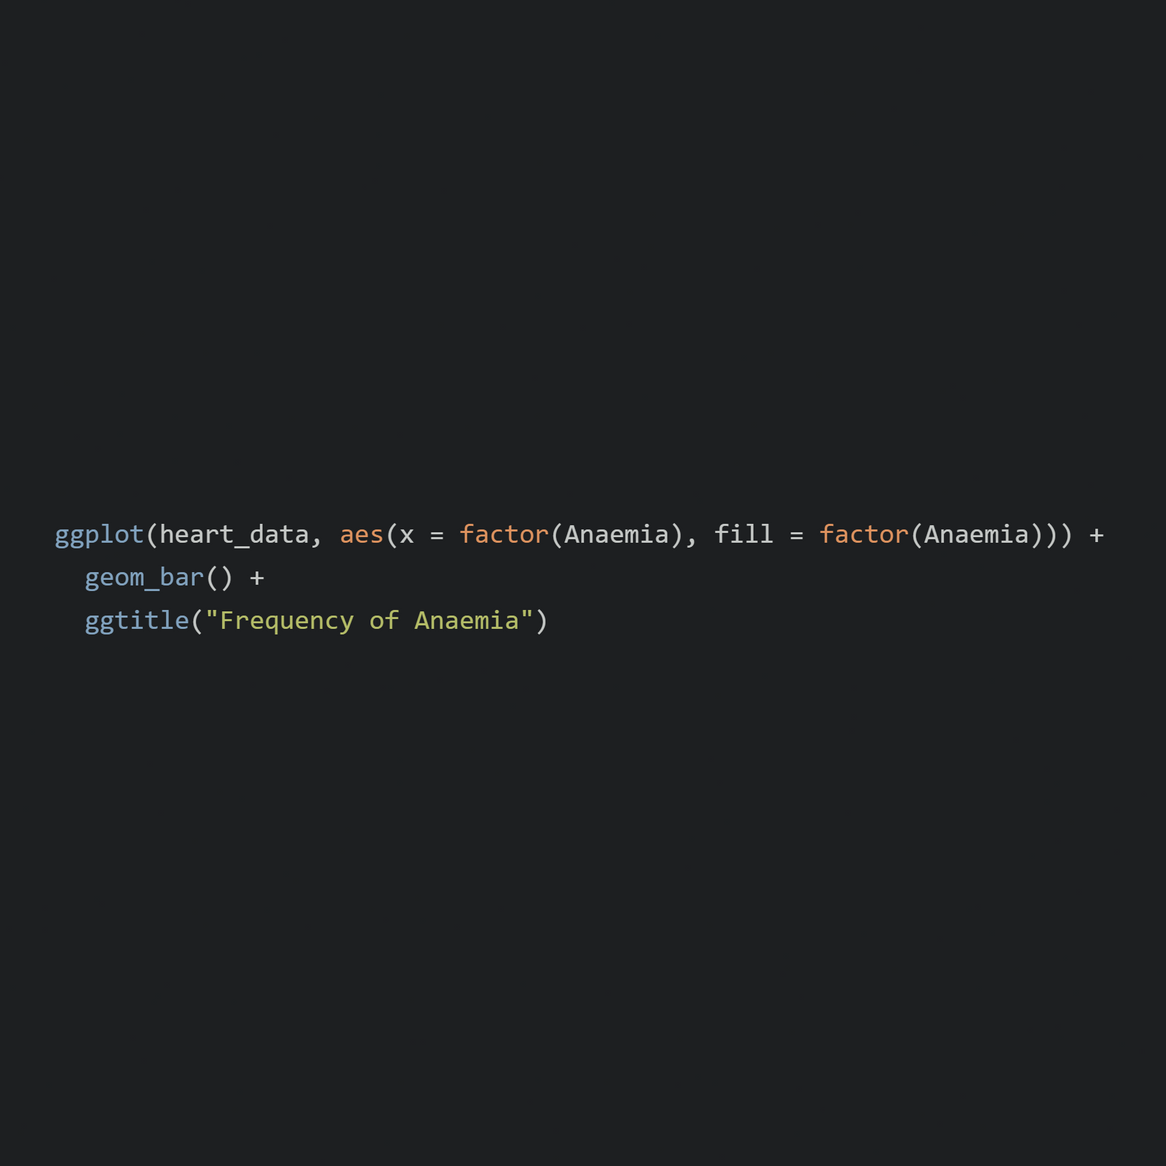 ggplot(heart_data, aes(x = factor(Anaemia), fill = factor(Anaemia))) +
  geom_bar() +
  ggtitle("Frequency of Anaemia")